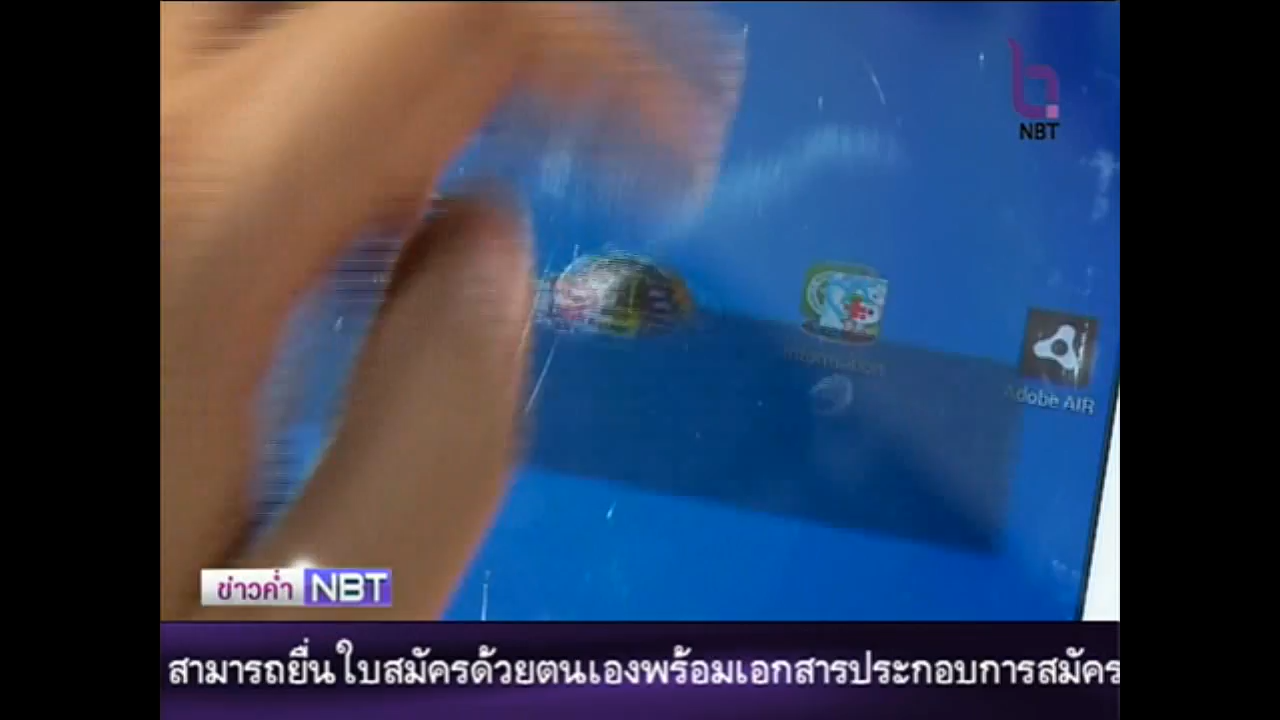 NBT
Information
Adobe AIR
ข่าวค่ำ NBT
สามารถยื่นใบสมัครด้วยตนเองพร้อมเอกสารประกอบการสมัคร